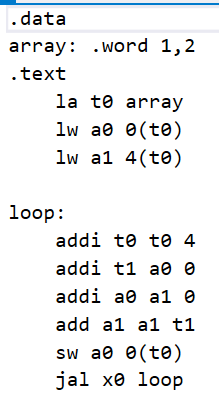 .data
array: .word 1,2
.text
    la t0 array
    lw a0 0(t0)
    lw a1 4(t0)

loop:
    addi t0 t0 4
    addi t1 a0 0
    addi a0 a1 0
    add a1 a1 t1
    sw a0 0(t0)
    jal x0 loop